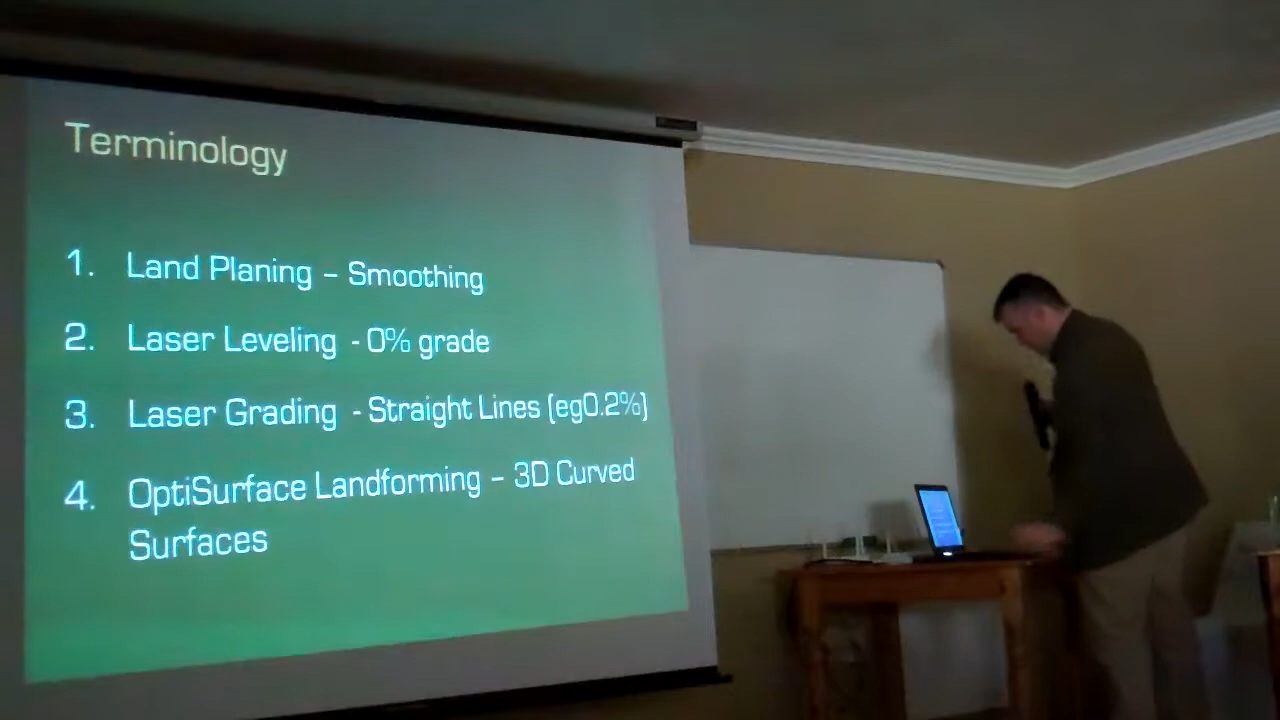 Terminology
1. Land Planing – Smoothing
2. Laser Leveling - 0% grade
3. Laser Grading - Straight Lines (eg0.2%)
4. OptiSurface Landforming – 3D Curved
Surfaces